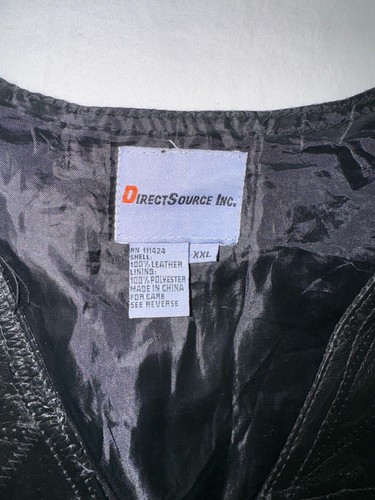 DIRECTSOURCE INC.
XXL
RN 111424
SHELL:
100% LEATHER
LINING:
100% POLYESTER
MADE IN CHINA
FOR CARE
SEE REVERSE